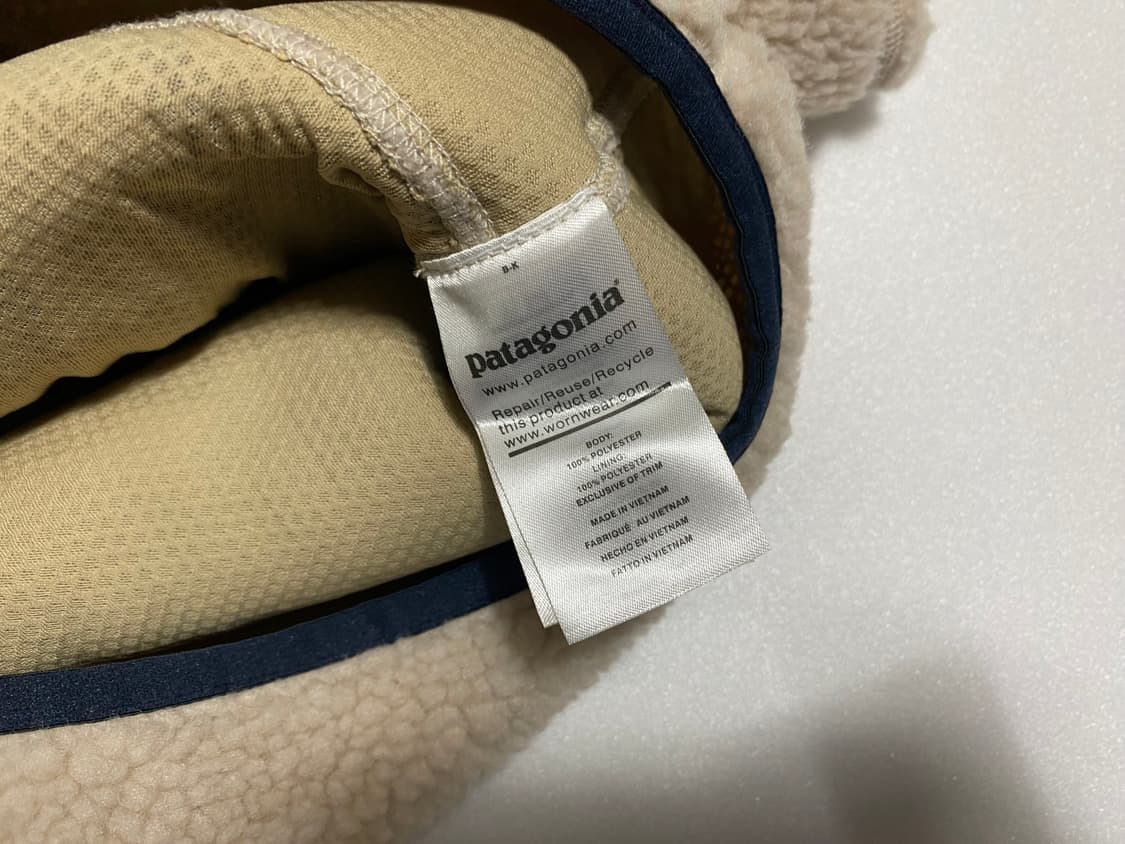 B-K
patagonia®
www.patagonia.com
Repair/Reuse/Recycle
this product at
www.wornwear.com
BODY:
100% POLYESTER
LINING:
100% POLYESTER
EXCLUSIVE OF TRIM
MADE IN VIETNAM
FABRIQUÉ AU VIETNAM
HECHO EN VIETNAM
FATTO IN VIETNAM